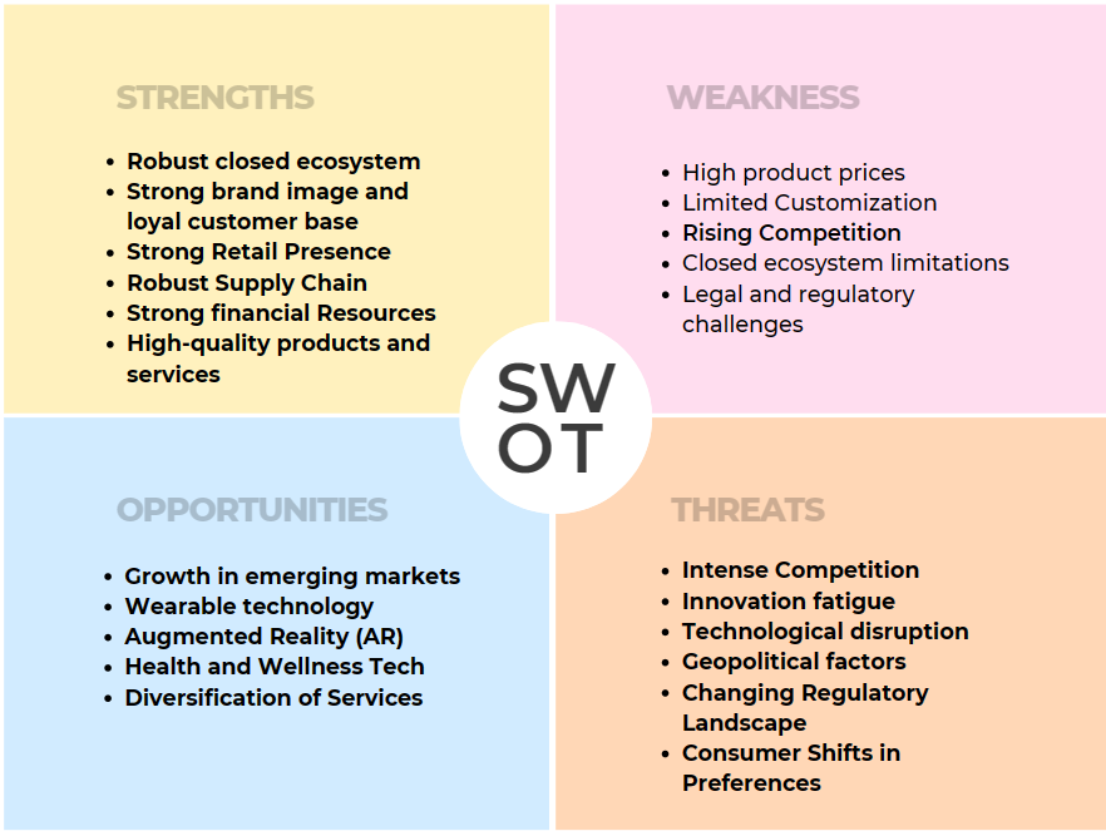 STRENGTHS
• Robust closed ecosystem
• Strong brand image and
loyal customer base
• Strong Retail Presence
• Robust Supply Chain
• Strong financial Resources
• High-quality products and
services
WEAKNESS
• High product prices
• Limited Customization
• Rising Competition
• Closed ecosystem limitations
• Legal and regulatory
challenges
SW
OT
OPPORTUNITIES
• Growth in emerging markets
• Wearable technology
• Augmented Reality (AR)
• Health and Wellness Tech
• Diversification of Services
THREATS
• Intense Competition
• Innovation fatigue
• Technological disruption
• Geopolitical factors
• Changing Regulatory
Landscape
• Consumer Shifts in
Preferences